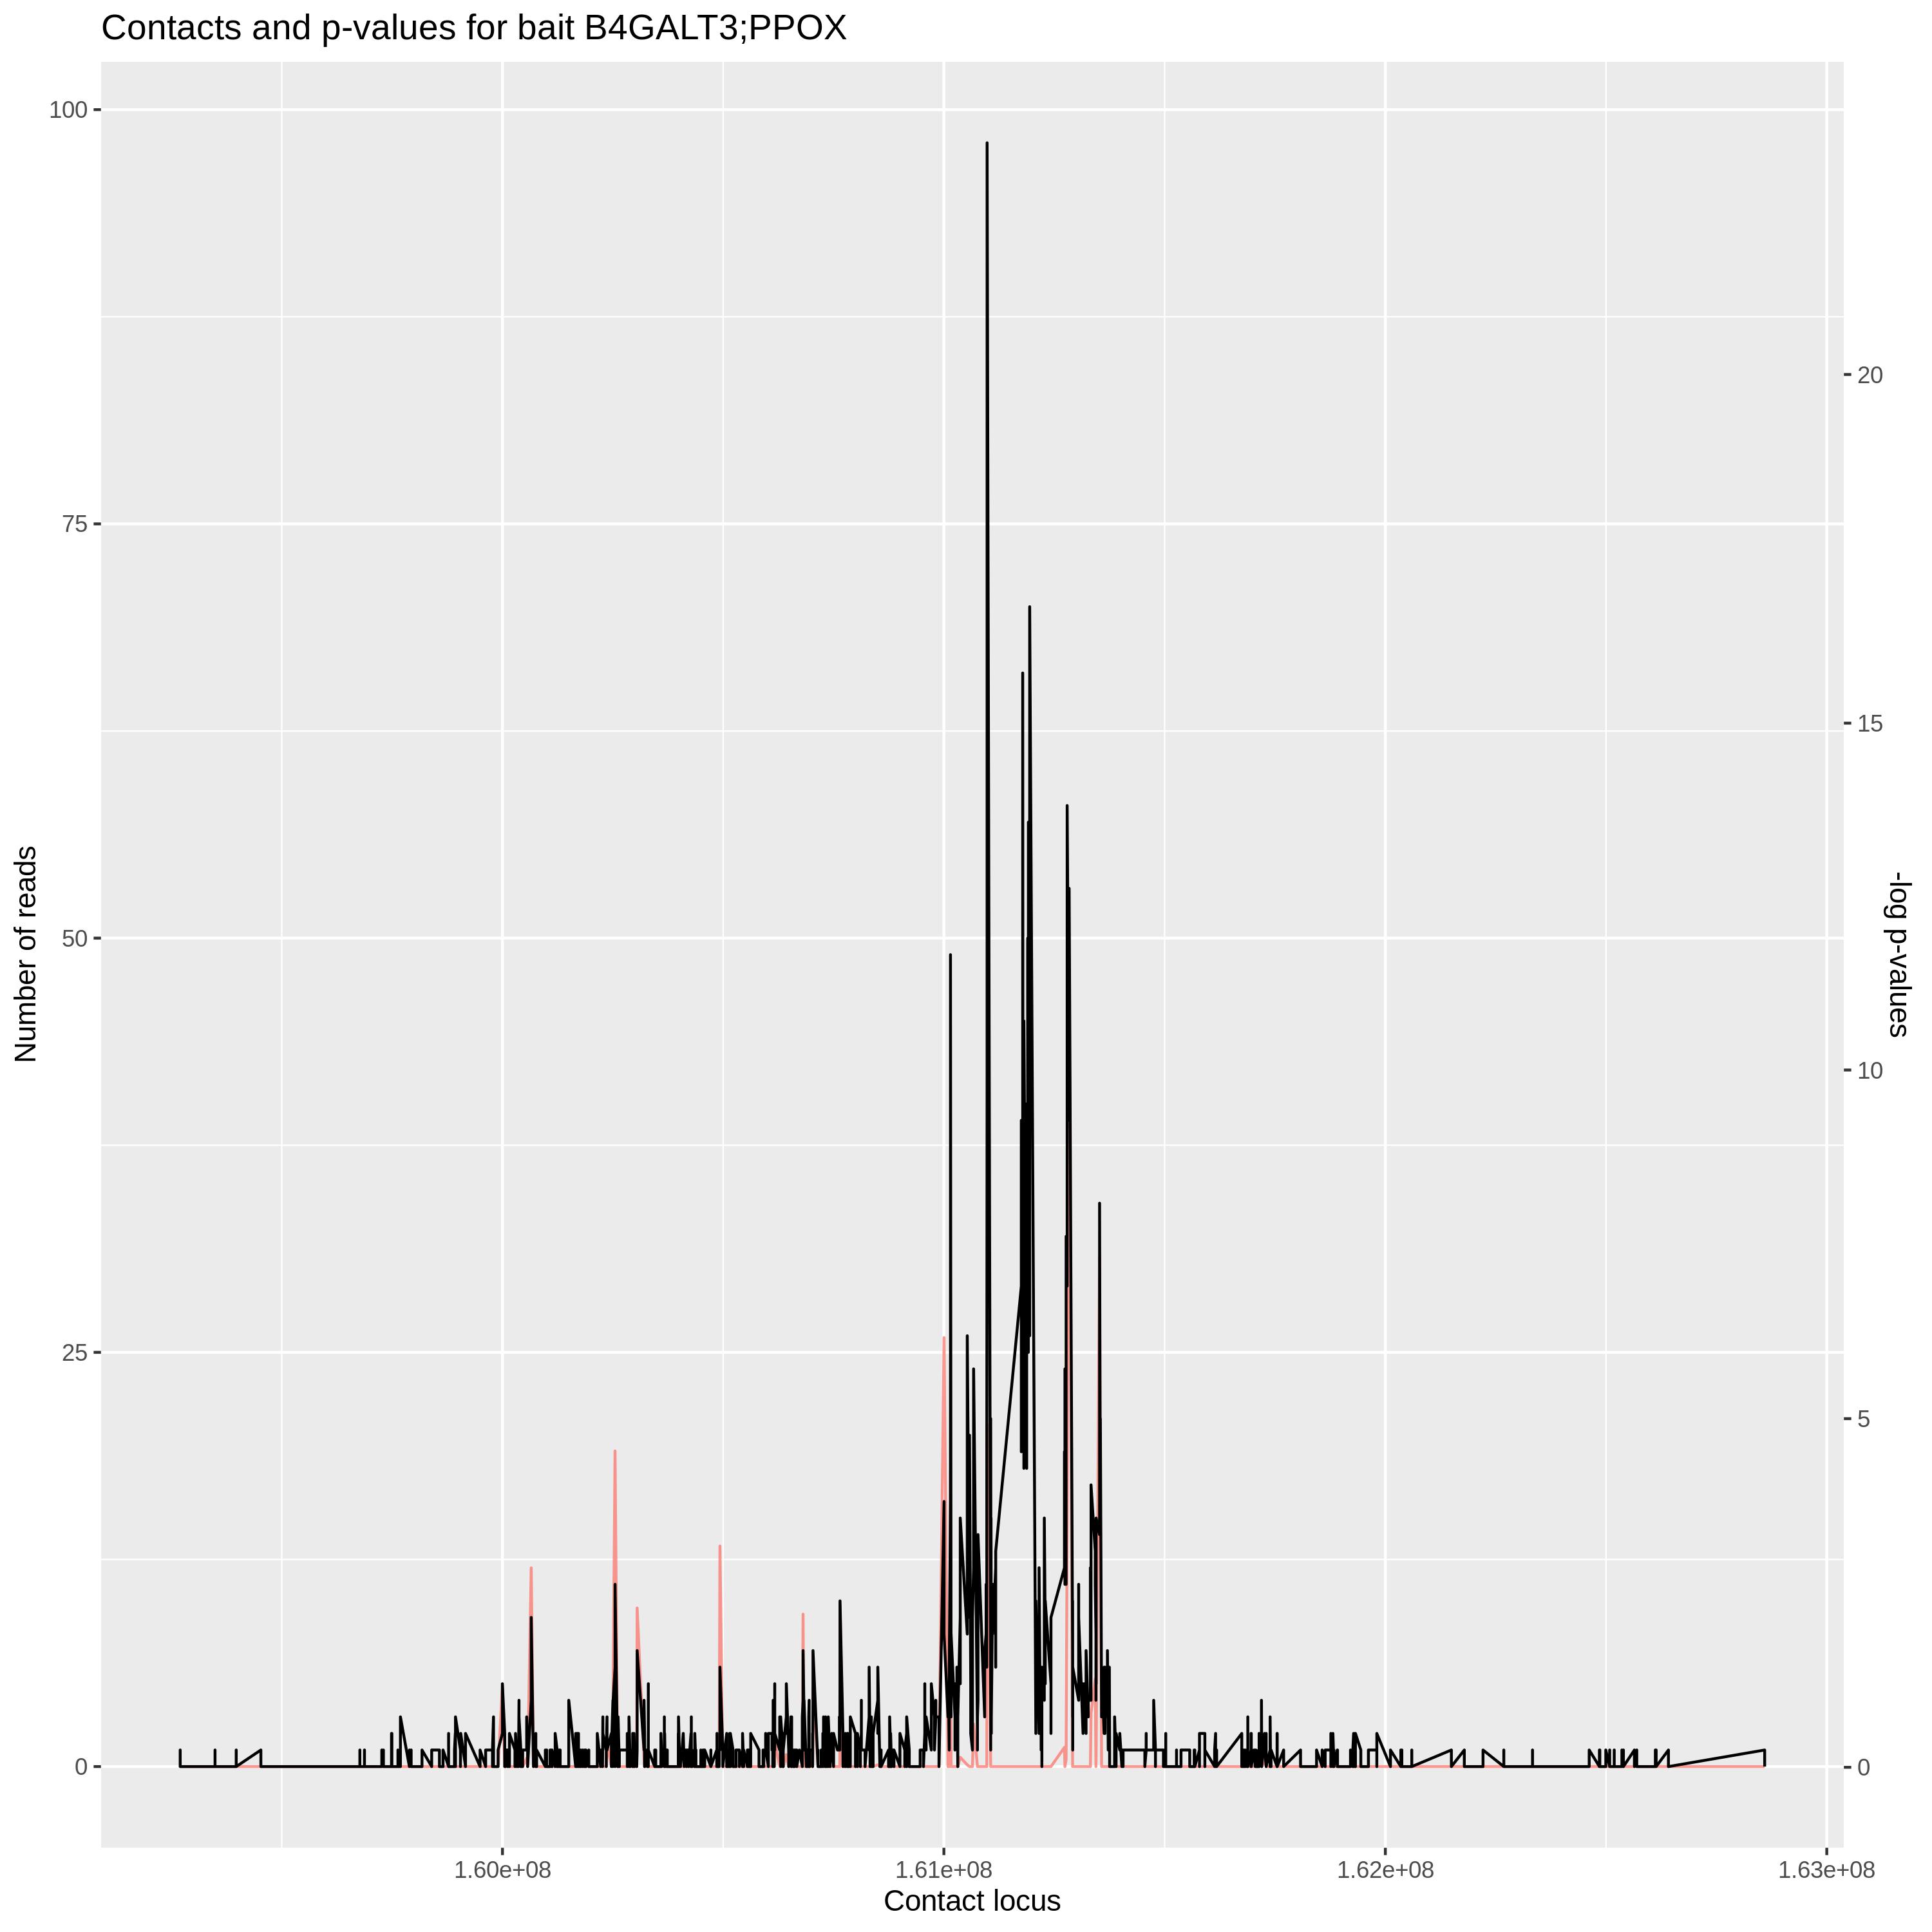 Contacts and p-values for bait B4GALT3;PPOX
100
75
50
25
0
Number of reads
20
15
10
5
0
-log p-values
1.60e+08
1.61e+08
1.62e+08
1.63e+08
Contact locus